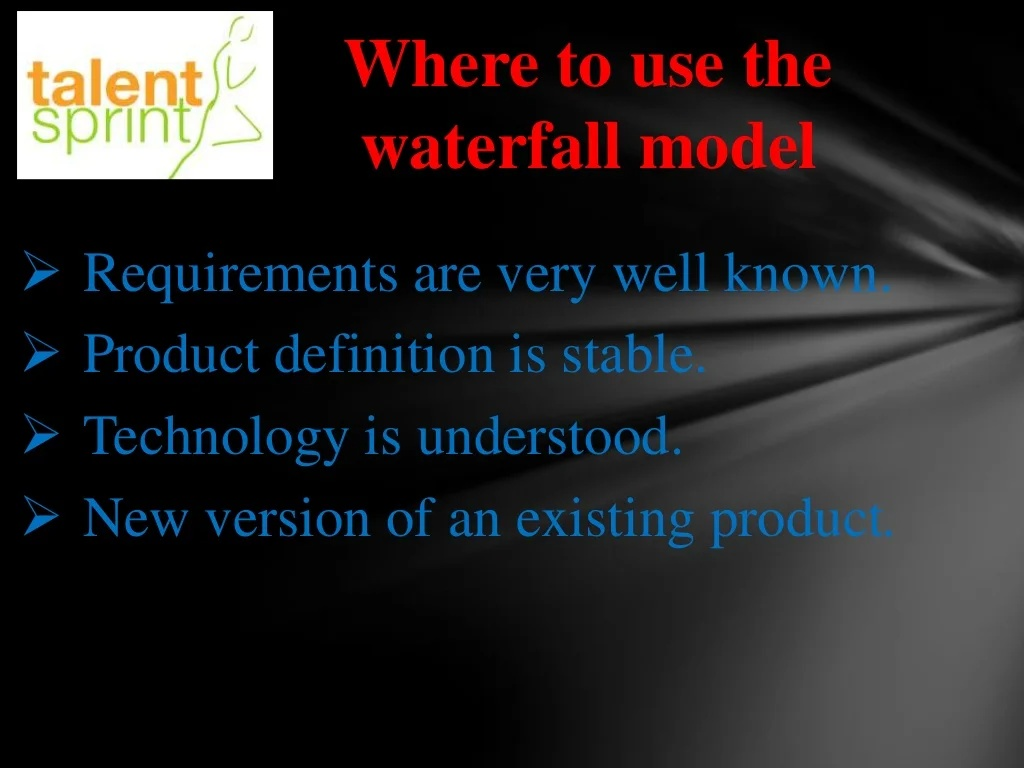 talent
sprint
Where to use the
waterfall model
➢ Requirements are very well known.
➢ Product definition is stable.
➢ Technology is understood.
➢ New version of an existing product.